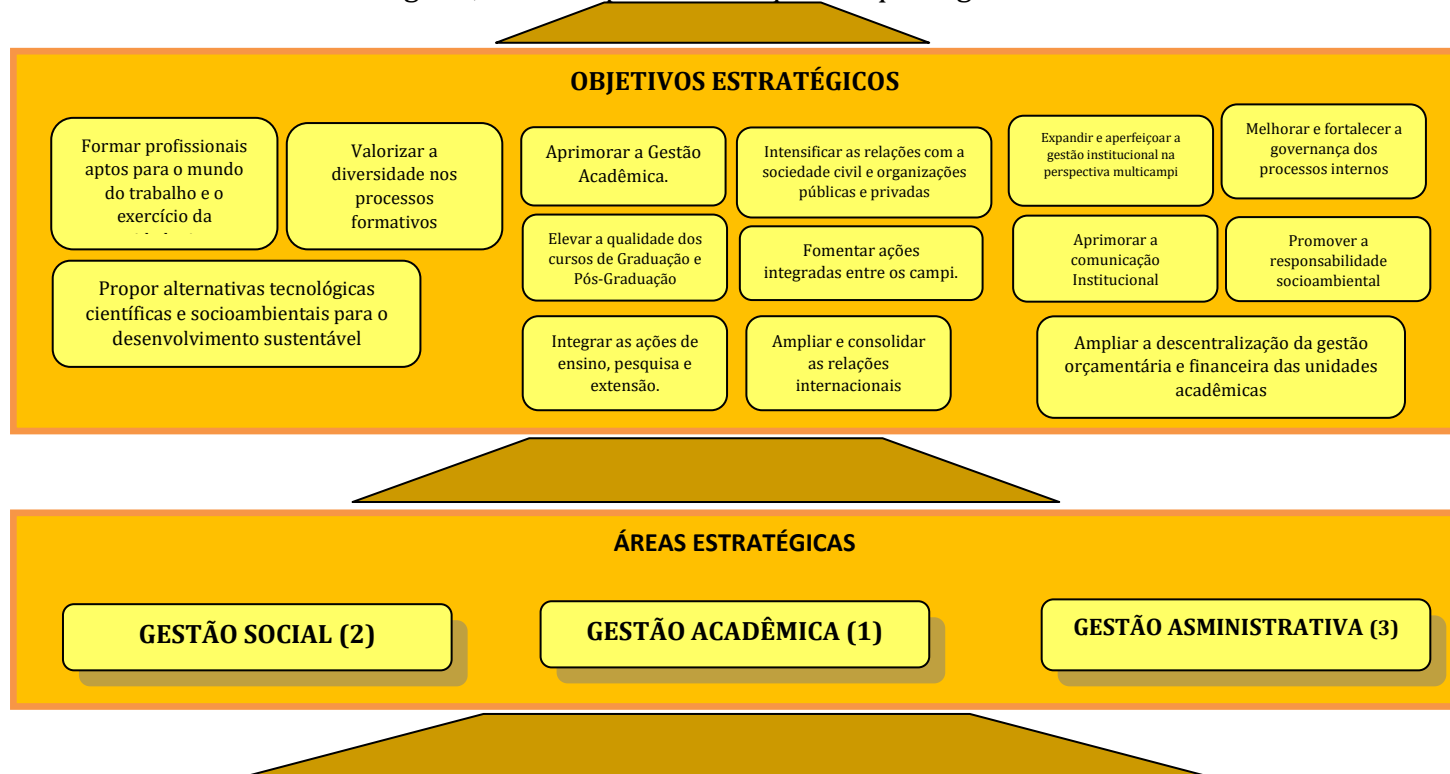 OBJETIVOS ESTRATÉGICOS
Formar profissionais
aptos para o mundo
do trabalho e o
exercício da
Valorizar a
diversidade nos
processos
formativos
Propor alternativas tecnológicas
científicas e socioambientais para o
desenvolvimento sustentável
Aprimorar a Gestão
Acadêmica.
Intensificar as relações com a
sociedade civil e organizações
públicas e privadas
Elevar a qualidade dos
cursos de Graduação e
Pós-Graduação
Fomentar ações
integradas entre os campi.
Integrar as ações de
ensino, pesquisa e
extensão.
Ampliar e consolidar
as relações
internacionais
Expandir e aperfeiçoar a
gestão institucional na
perspectiva multicampi
Melhorar e fortalecer a
governança dos
processos internos
Aprimorar a
comunicação
Institucional
Promover a
responsabilidade
socioambiental
Ampliar a descentralização da gestão
orçamentária e financeira das unidades
acadêmicas
ÁREAS ESTRATÉGICAS
GESTÃO SOCIAL (2)
GESTÃO ACADÊMICA (1)
GESTÃO ASMINISTRATIVA (3)